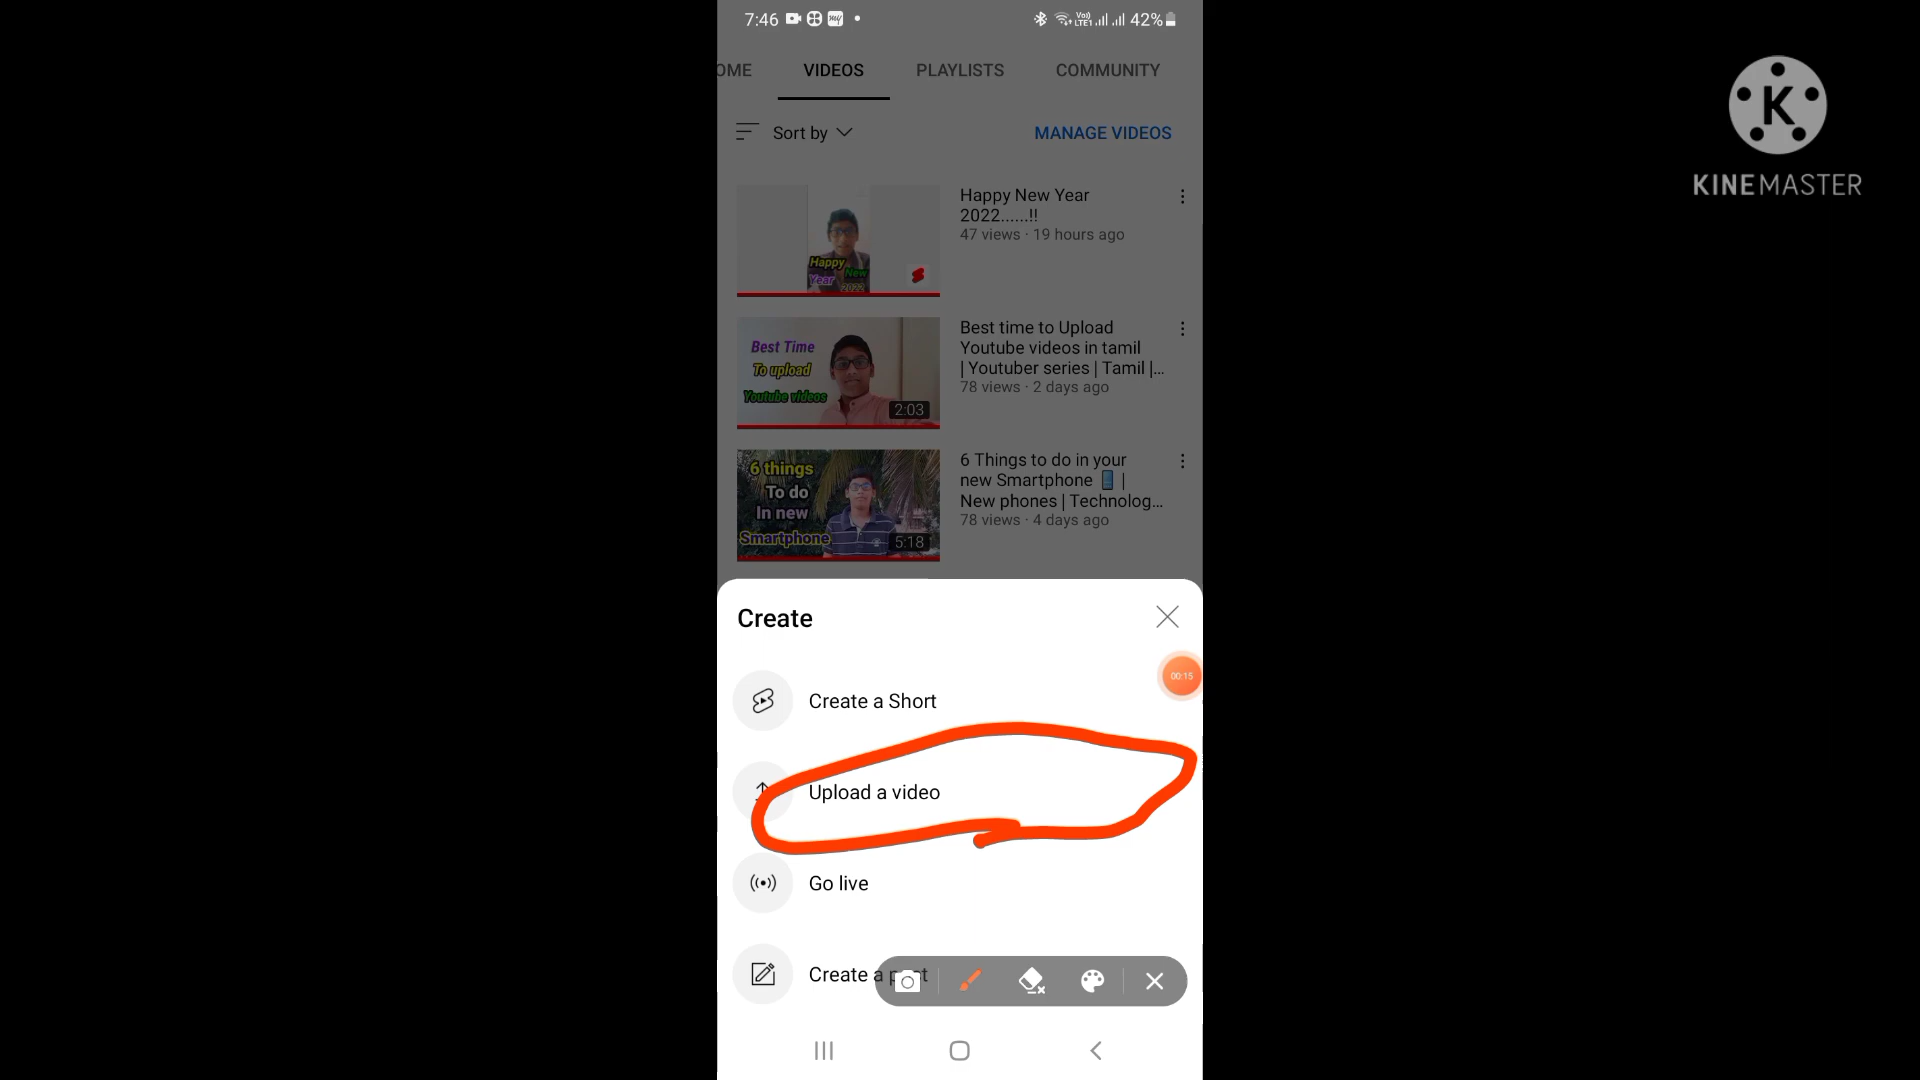 7:46
Vo)) LTE1 42%
OME VIDEOS PLAYLISTS COMMUNITY
Sort by MANAGE VIDEOS
Happy New Year 2022
Happy New Year
2022......!!
47 views · 19 hours ago
Best Time
To upload
Youtube videos
2:03
Best time to Upload
Youtube videos in tamil
| Youtuber series | Tamil |...
78 views · 2 days ago
6 things
To do
In new
Smartphone
5:18
6 Things to do in your
new Smartphone 📱 |
New phones | Technolog...
78 views · 4 days ago
Create
00:15
Create a Short
Upload a video
Go live
Create a p t
K
KINEMASTER